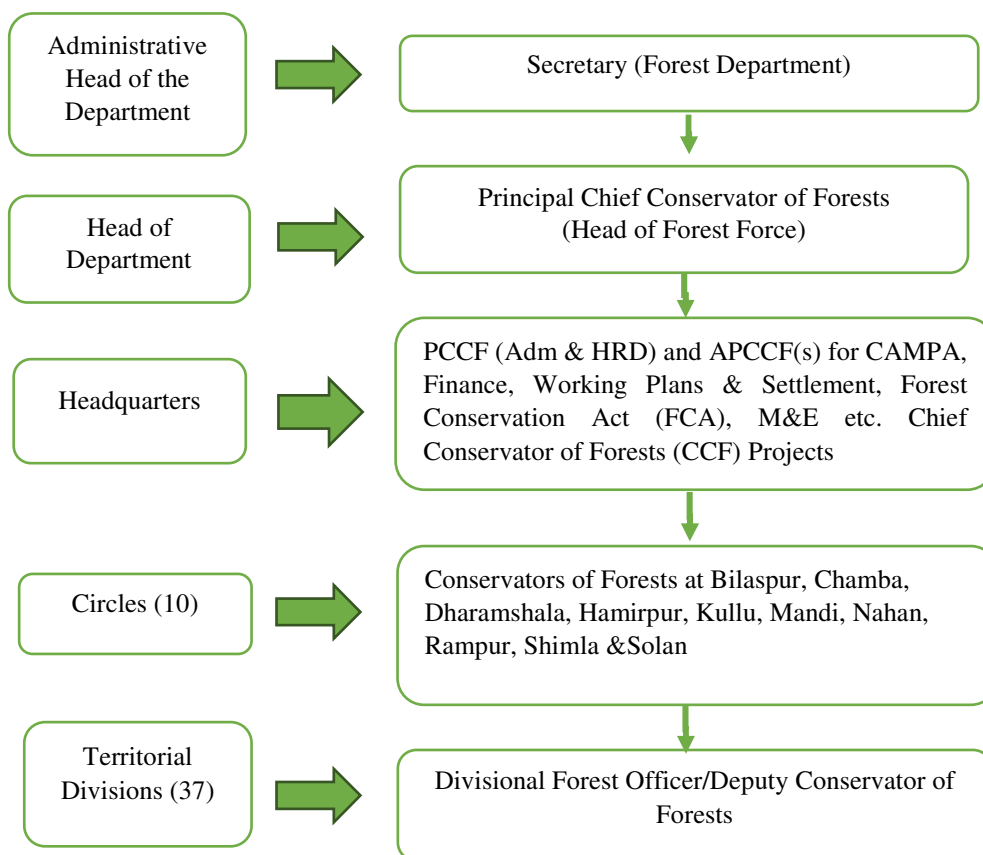 Administrative
Head of the
Department
Secretary (Forest Department)
Head of
Department
Principal Chief Conservator of Forests
(Head of Forest Force)
Headquarters
PCCF (Adm & HRD) and APCCF(s) for CAMPA,
Finance, Working Plans & Settlement, Forest
Conservation Act (FCA), M&E etc. Chief
Conservator of Forests (CCF) Projects
Circles (10)
Conservators of Forests at Bilaspur, Chamba,
Dharamshala, Hamirpur, Kullu, Mandi, Nahan,
Rampur, Shimla &Solan
Territorial
Divisions (37)
Divisional Forest Officer/Deputy Conservator of
Forests